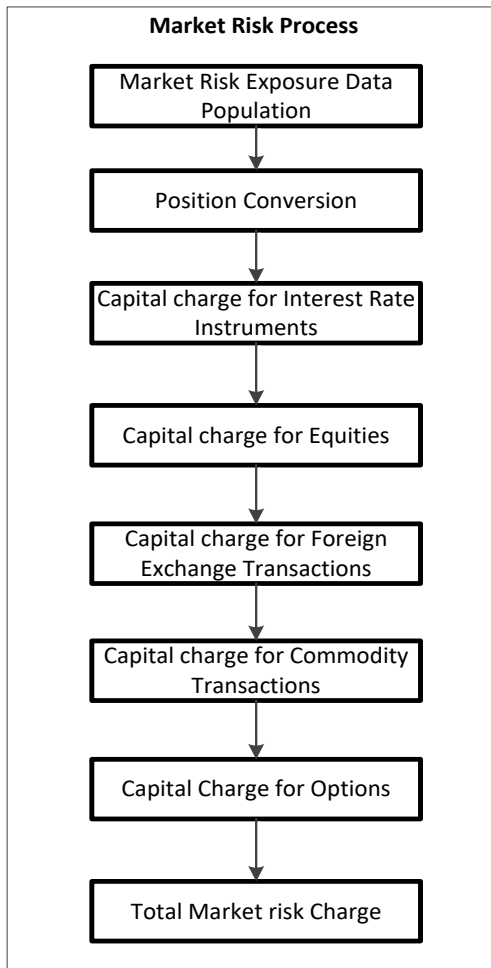 Market Risk Process
Market Risk Exposure Data
Population
Position Conversion
Capital charge for Interest Rate
Instruments
Capital charge for Equities
Capital charge for Foreign
Exchange Transactions
Capital charge for Commodity
Transactions
Capital Charge for Options
Total Market risk Charge